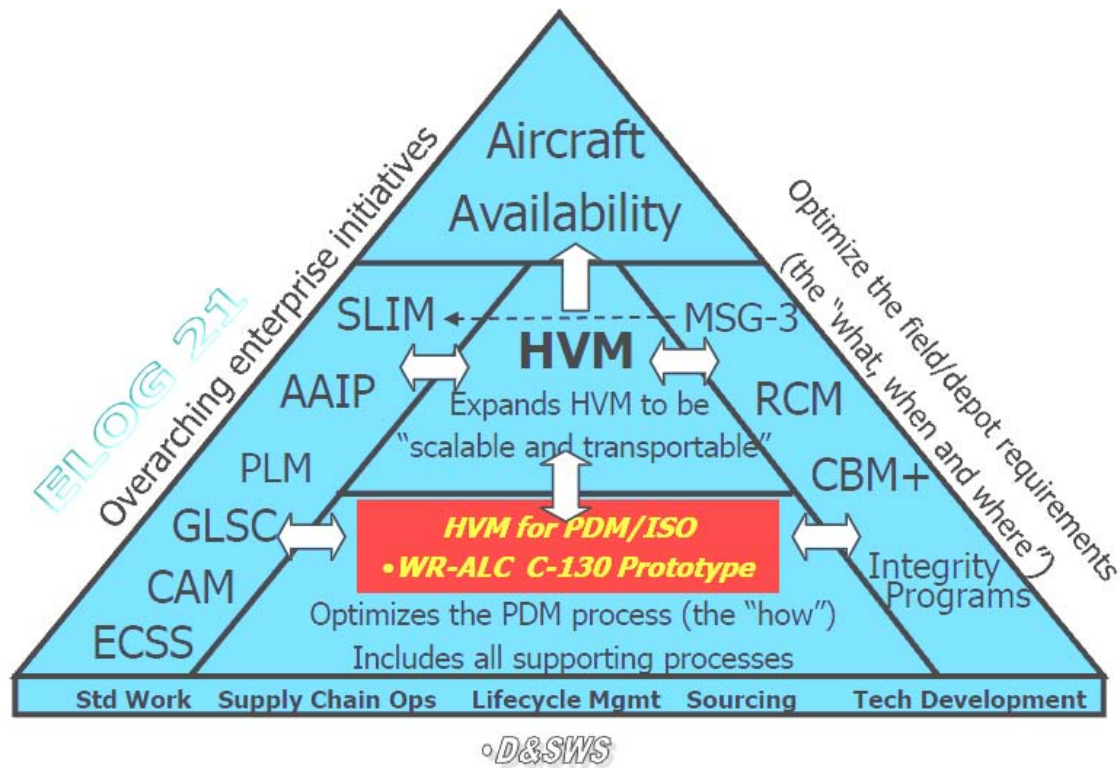 Aircraft
Availability
Overarching enterprise initiatives
ELOG 21
Optimize the field/depot requirements
(the “what, when and where”)
SLIM
AAIP
PLM
GLSC
CAM
ECSS
HVM
Expands HVM to be
“scalable and transportable”
MSG-3
RCM
CBM+
Integrity
Programs
HVM for PDM/ISO
•WR-ALC C-130 Prototype
Optimizes the PDM process (the “how”)
Includes all supporting processes
Std Work Supply Chain Ops Lifecycle Mgmt Sourcing Tech Development
•D&SWS